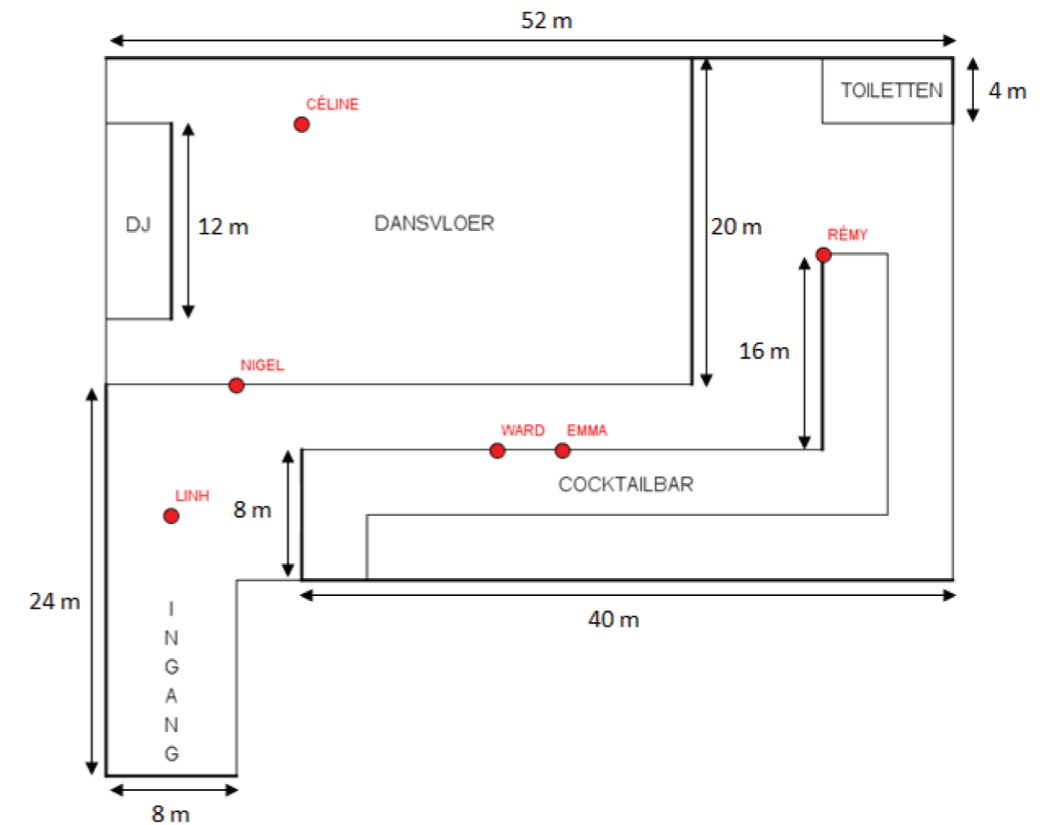 52 m
TOILETTEN
4 m
CÉLINE
DJ
12 m
DANSVLOER
20 m
RÉMY
16 m
NIGEL
WARD
EMMA
COCKTAILBAR
LINH
8 m
24 m
40 m
I
N
G
A
N
G
8 m